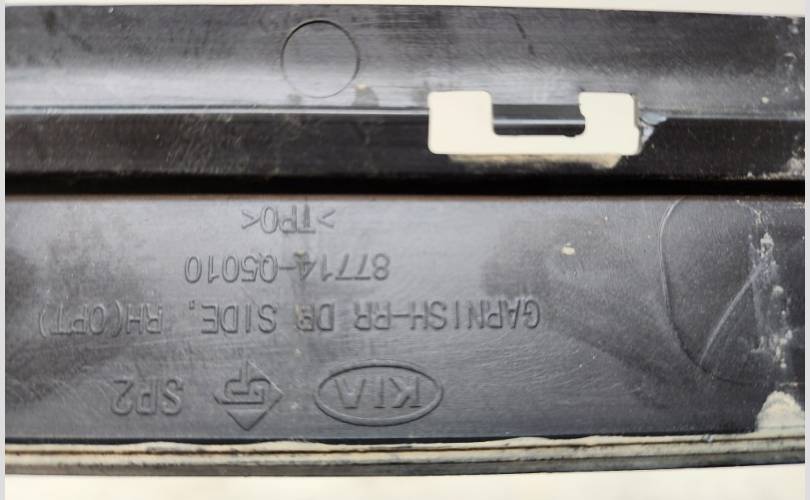 KIA SP2
GARNISH-RR DR SIDE, RH(OPT)
87714-Q5010
>TPO<